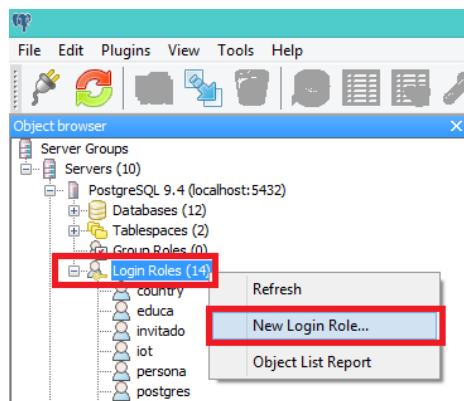 File Edit Plugins View Tools Help
Object browser
Server Groups
Servers (10)
PostgreSQL 9.4 (localhost:5432)
Databases (12)
Tablespaces (2)
Group Roles (0)
Login Roles (14)
country
educa
invitado
iot
persona
postgres
Refresh
New Login Role...
Object List Report